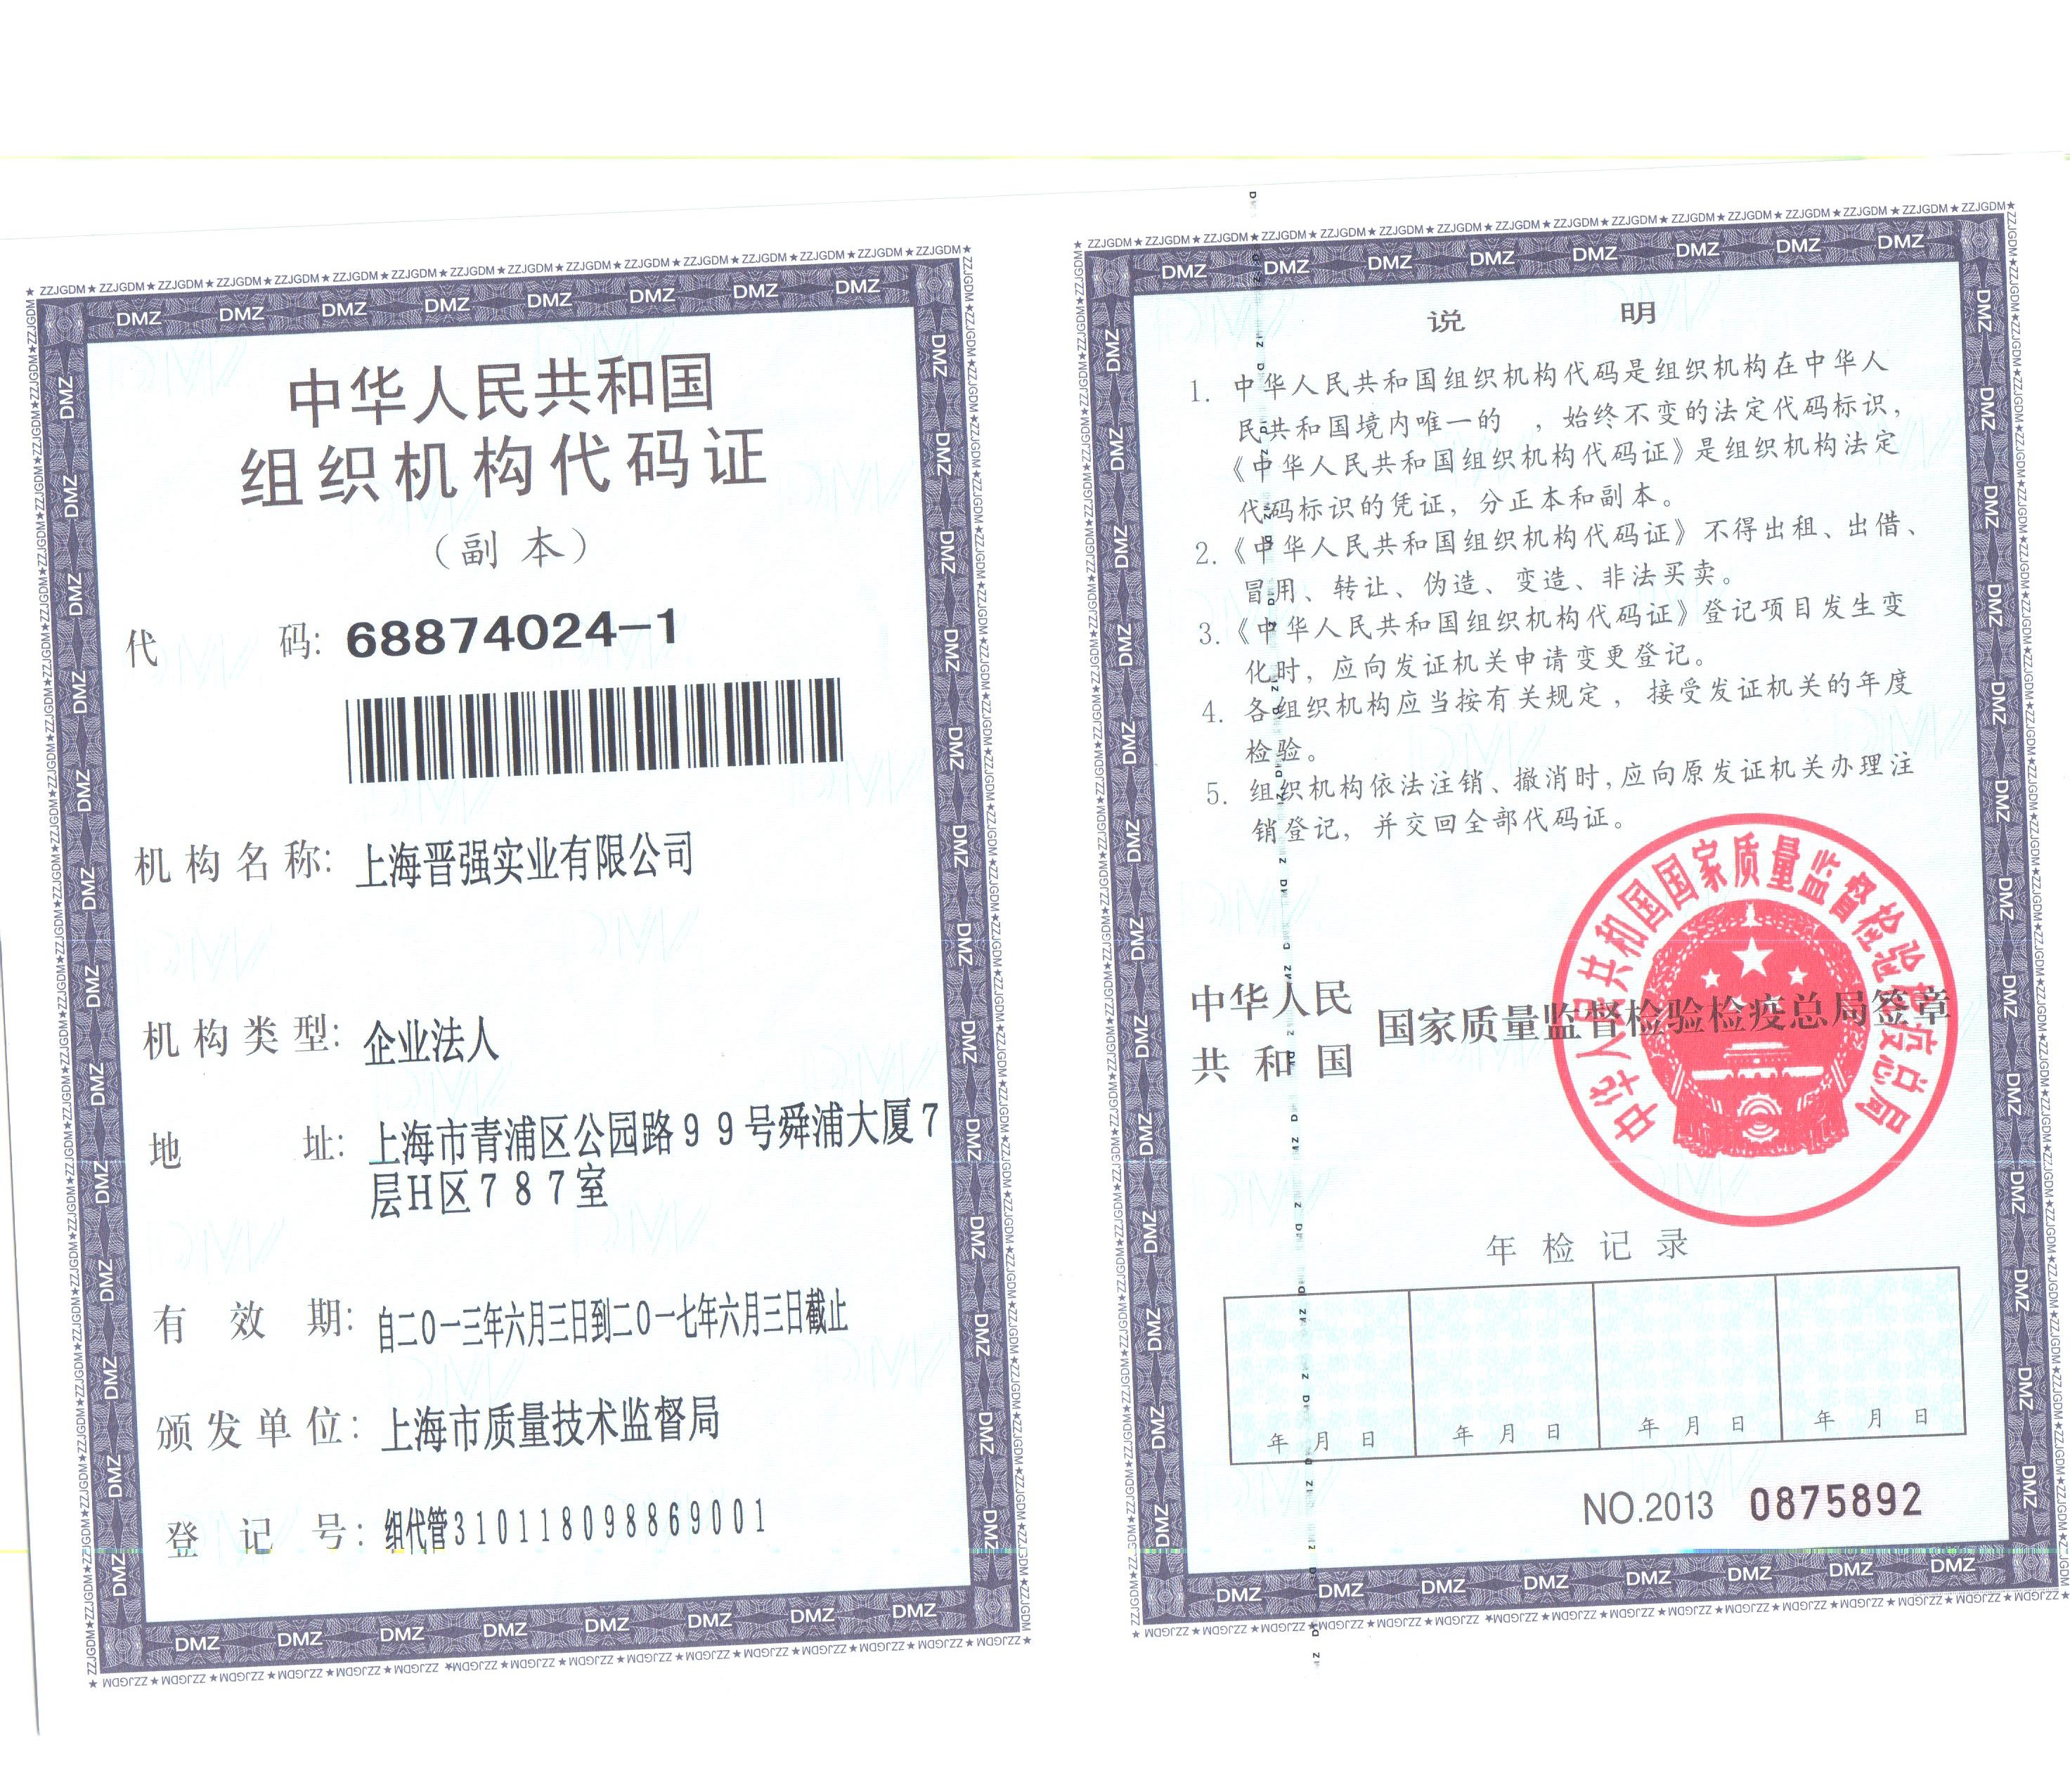 中华人民共和国
组织机构代码证
（副 本）
代 码: 68874024-1
机构名称: 上海晋强实业有限公司
机构类型: 企业法人
地 址: 上海市青浦区公园路９９号舜浦大厦７
层Ｈ区７８７室
有 效 期: 自二０一三年六月三日到二０一七年六月三日截止
颁发单位: 上海市质量技术监督局
登 记 号: 组代管310118098869001
说 明
1. 中华人民共和国组织机构代码是组织机构在中华人
民共和国境内唯一的 ，始终不变的法定代码标识，
《中华人民共和国组织机构代码证》是组织机构法定
代码标识的凭证，分正本和副本。
2.《中华人民共和国组织机构代码证》不得出租、出借、
冒用、转让、伪造、变造、非法买卖。
3.《中华人民共和国组织机构代码证》登记项目发生变
化时，应向发证机关申请变更登记。
4. 各组织机构应当按有关规定，接受发证机关的年度
检验。
5. 组织机构依法注销、撤消时，应向原发证机关办理注
销登记，并交回全部代码证。
中华人民
共和国
国家质量监督检验检疫总局签章
中华人民共和国国家质量监督检验检疫总局
年检记录
年 月 日 年 月 日 年 月 日 年 月 日
NO.2013 0875892